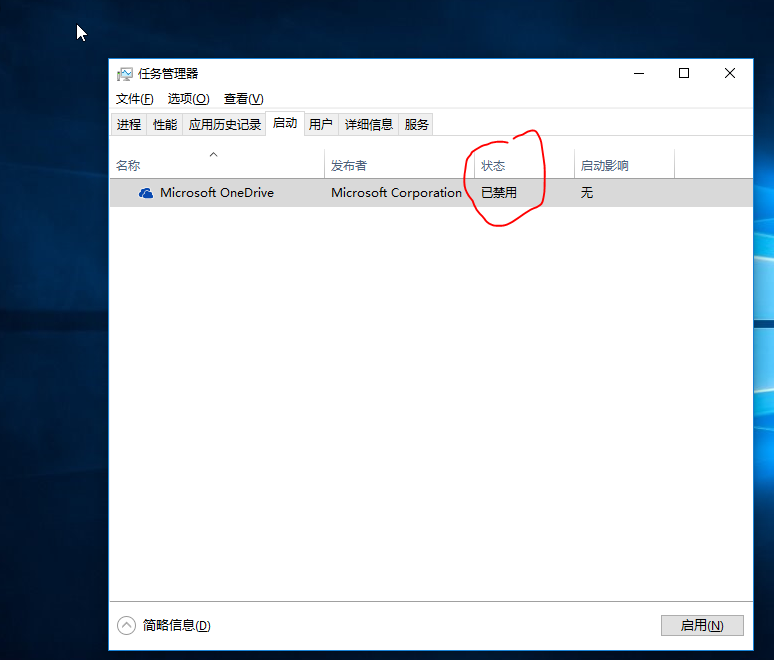 任务管理器
文件(F) 选项(O) 查看(V)
进程 性能 应用历史记录 启动 用户 详细信息 服务
名称 发布者 状态 启动影响
Microsoft OneDrive Microsoft Corporation 已禁用 无
简略信息(D) 启用(N)